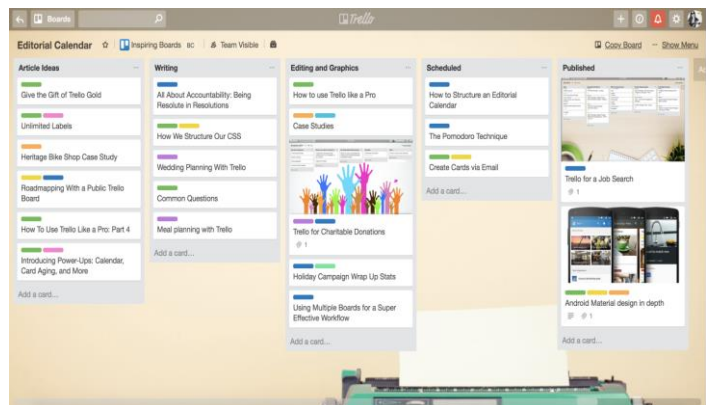 Boards
Trello
Editorial Calendar
Inspiring Boards BC
Team Visible
Copy Board
Show Menu
Article Ideas
Give the Gift of Trello Gold
Unlimited Labels
Heritage Bike Shop Case Study
Roadmapping With a Public Trello
Board
How To Use Trello Like a Pro: Part 4
Introducing Power-Ups: Calendar,
Card Aging, and More
Add a card...
Writing
All About Accountability: Being
Resolute in Resolutions
How We Structure Our CSS
Wedding Planning With Trello
Common Questions
Meal planning with Trello
Add a card...
Editing and Graphics
How to use Trello like a Pro
Case Studies
Trello for Charitable Donations
1
Holiday Campaign Wrap Up Stats
Using Multiple Boards for a Super
Effective Workflow
Add a card...
Scheduled
How to Structure an Editorial
Calendar
The Pomodoro Technique
Create Cards via Email
Add a card...
Published
Trello for a Job Search
1
Android Material design in depth
1
Add a card...